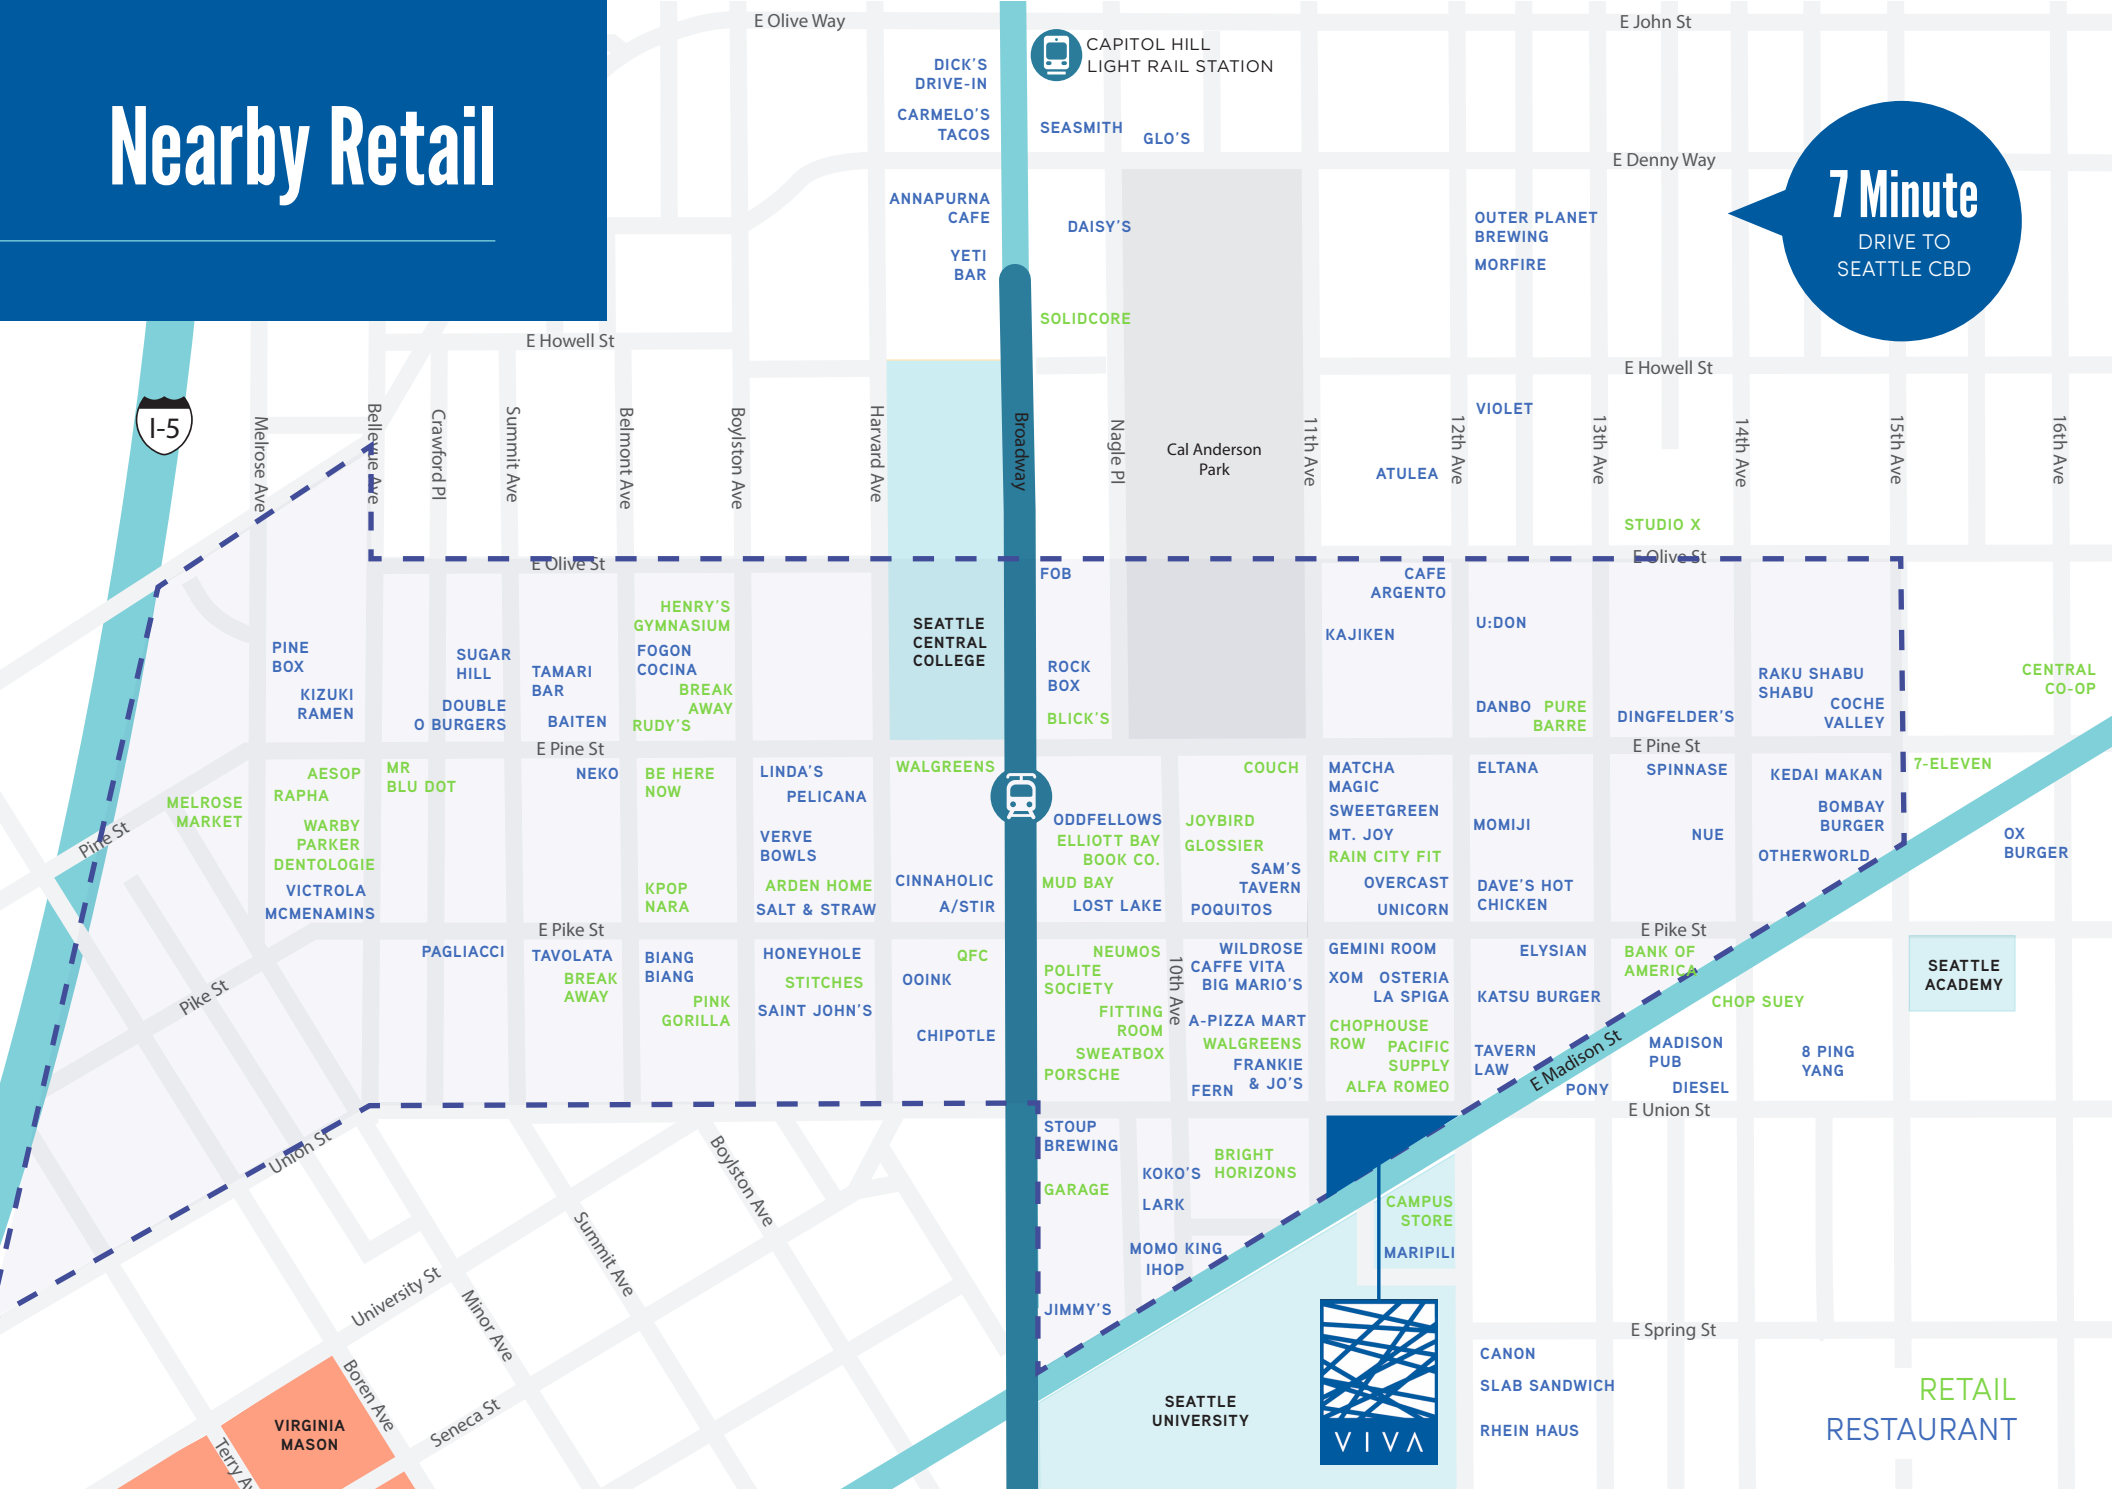 Nearby Retail
E Olive Way
E John St
CAPITOL HILL
LIGHT RAIL STATION
DICK'S
DRIVE-IN
CARMELO'S
TACOS
SEASMITH
GLO'S
E Denny Way
7 Minute
DRIVE TO
SEATTLE CBD
ANNAPURNA
CAFE
YETI
BAR
DAISY'S
OUTER PLANET
BREWING
MORFIRE
SOLIDCORE
E Howell St
E Howell St
I-5
Melrose Ave
Bellevue Ave
Crawford Pl
Summit Ave
Belmont Ave
Boylston Ave
Harvard Ave
Broadway
Nagle Pl
Cal Anderson
Park
11th Ave
12th Ave
13th Ave
14th Ave
15th Ave
16th Ave
VIOLET
ATULEA
STUDIO X
E Olive St
E Olive St
FOB
CAFE
ARGENTO
HENRY'S
GYMNASIUM
SEATTLE
CENTRAL
COLLEGE
KAJIKEN
U:DON
PINE
BOX
SUGAR
HILL
TAMARI
BAR
FOGON
COCINA
ROCK
BOX
RAKU SHABU
SHABU
CENTRAL
CO-OP
KIZUKI
RAMEN
DOUBLE
O BURGERS
BAITEN
BREAK
AWAY
RUDY'S
BLICK'S
DANBO
PURE
BARRE
DINGFELDER'S
COCHE
VALLEY
E Pine St
E Pine St
AESOP
RAPHA
MR
BLU DOT
NEKO
BE HERE
NOW
LINDA'S
PELICANA
WALGREENS
COUCH
MATCHA
MAGIC
ELTANA
SPINNASE
KEDAI MAKAN
7-ELEVEN
MELROSE
MARKET
WARBY
PARKER
DENTOLOGIE
VICTROLA
MCMENAMINS
Pine St
VERVE
BOWLS
ODDFELLOWS
ELLIOTT BAY
BOOK CO.
MUD BAY
LOST LAKE
JOYBIRD
GLOSSIER
SAM'S
TAVERN
POQUITOS
SWEETGREEN
MT. JOY
RAIN CITY FIT
OVERCAST
UNICORN
MOMIJI
NUE
BOMBAY
BURGER
OTHERWORLD
OX
BURGER
KPOP
NARA
ARDEN HOME
SALT & STRAW
CINNAHOLIC
A/STIR
DAVE'S HOT
CHICKEN
E Pike St
E Pike St
PAGLIACCI
TAVOLATA
BREAK
AWAY
BIANG
BIANG
PINK
GORILLA
HONEYHOLE
STITCHES
SAINT JOHN'S
QFC
OOINK
CHIPOTLE
NEUMOS
POLITE
SOCIETY
FITTING
ROOM
SWEATBOX
PORSCHE
10th Ave
WILDROSE
CAFFE VITA
BIG MARIO'S
A-PIZZA MART
WALGREENS
FRANKIE
& JO'S
FERN
GEMINI ROOM
XOM
OSTERIA
LA SPIGA
CHOPHOUSE
ROW
PACIFIC
SUPPLY
ALFA ROMEO
ELYSIAN
KATSU BURGER
TAVERN
LAW
PONY
BANK OF
AMERICA
CHOP SUEY
SEATTLE
ACADEMY
MADISON
PUB
DIESEL
8 PING
YANG
Pike St
E Madison St
E Union St
Union St
STOUP
BREWING
GARAGE
KOKO'S
LARK
BRIGHT
HORIZONS
CAMPUS
STORE
MARIPILI
MOMO KING
IHOP
JIMMY'S
Boylston Ave
Summit Ave
University St
Minor Ave
Boren Ave
Seneca St
Terry Av
VIRGINIA
MASON
SEATTLE
UNIVERSITY
VIVA
E Spring St
CANON
SLAB SANDWICH
RHEIN HAUS
RETAIL
RESTAURANT